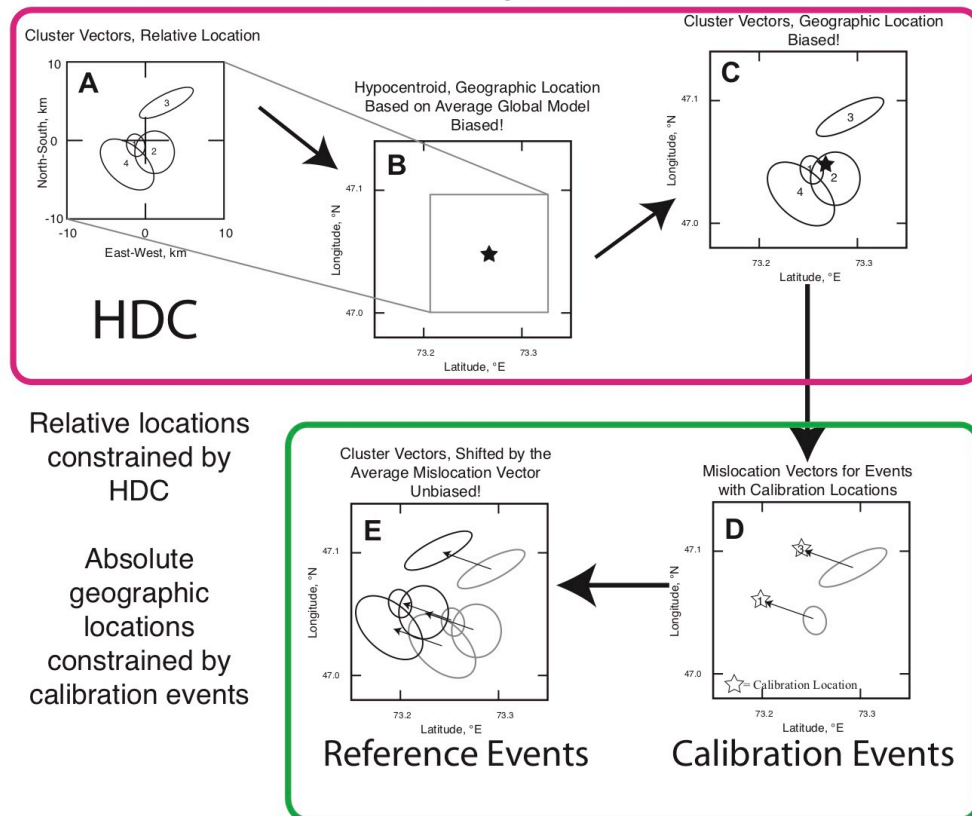 Cluster Vectors, Relative Location
A
10
0
-10
North-South, km
-10
0
10
East-West, km
1
2
3
4
HDC
Hypocentroid, Geographic Location
Based on Average Global Model
Biased!
B
47.1
47.0
Longitude, °N
73.2
73.3
Latitude, °E
Cluster Vectors, Geographic Location
Biased!
C
47.1
47.0
Longitude, °N
73.2
73.3
Latitude, °E
1
2
3
4
Relative locations
constrained by
HDC
Absolute
geographic
locations
constrained by
calibration events
Cluster Vectors, Shifted by the
Average Mislocation Vector
Unbiased!
E
47.1
47.0
Longitude, °N
73.2
73.3
Latitude, °E
Reference Events
Mislocation Vectors for Events
with Calibration Locations
D
3
1
47.1
47.0
Longitude, °N
= Calibration Location
73.2
73.3
Latitude, °E
Calibration Events